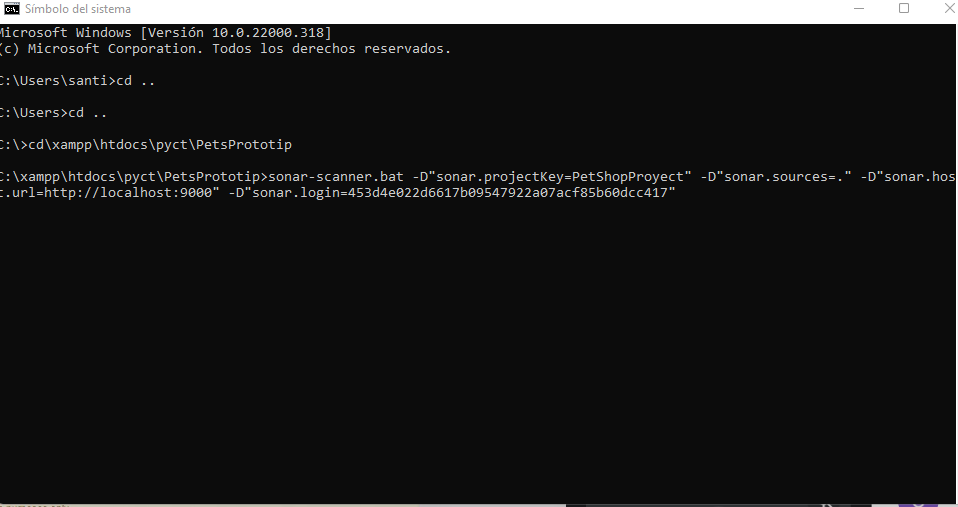 Símbolo del sistema
Microsoft Windows [Versión 10.0.22000.318]
(c) Microsoft Corporation. Todos los derechos reservados.
C:\Users\santi>cd ..
C:\Users>cd ..
C:\>cd\xampp\htdocs\pyct\PetsPrototip
C:\xampp\htdocs\pyct\PetsPrototip>sonar-scanner.bat -D"sonar.projectKey=PetShopProyect" -D"sonar.sources=." -D"sonar.hos
t.url=http://localhost:9000" -D"sonar.login=453d4e022d6617b09547922a07acf85b60dcc417"